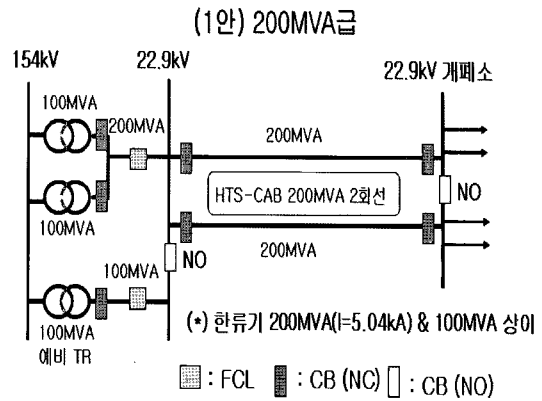 (1안) 200MVA급
154kV
22.9kV
22.9kV 개폐소
100MVA
200MVA
200MVA
HTS-CAB 200MVA 2회선
NO
100MVA
200MVA
100MVA
NO
(*) 한류기 200MVA(I=5.04kA) & 100MVA 상이
100MVA
예비 TR
: FCL
: CB (NC)
: CB (NO)